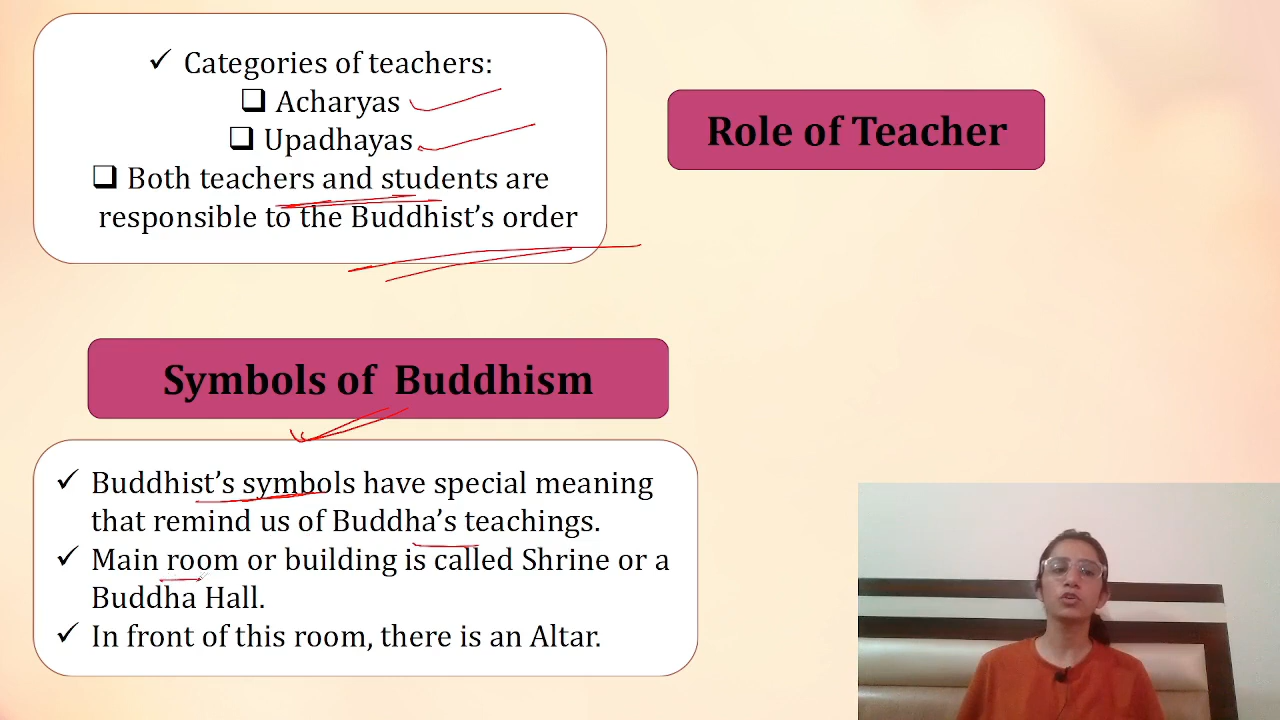 ✓ Categories of teachers:
❑ Acharyas
❑ Upadhayas
❑ Both teachers and students are
responsible to the Buddhist’s order
Role of Teacher
Symbols of Buddhism
✓ Buddhist’s symbols have special meaning
that remind us of Buddha’s teachings.
✓ Main room or building is called Shrine or a
Buddha Hall.
✓ In front of this room, there is an Altar.